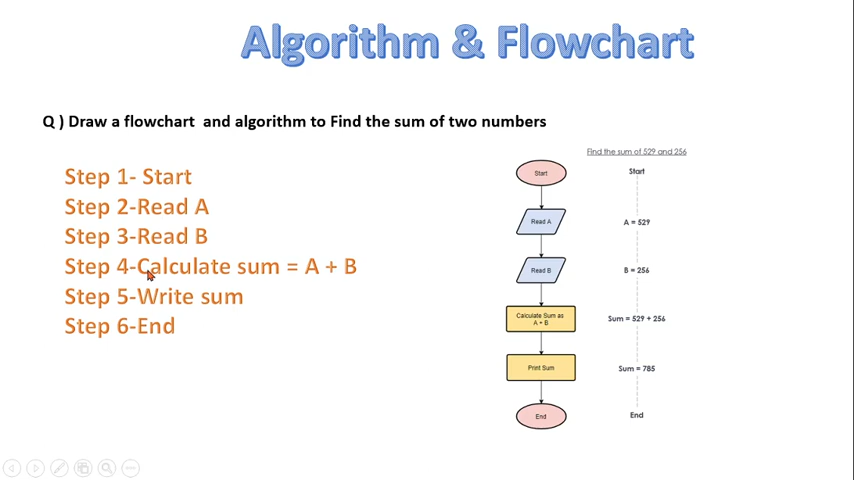 Algorithm & Flowchart
Q ) Draw a flowchart and algorithm to Find the sum of two numbers
Step 1- Start
Step 2-Read A
Step 3-Read B
Step 4-Calculate sum = A + B
Step 5-Write sum
Step 6-End
Start
Read A
Read B
Calculate Sum as
A + B
Print Sum
End
Find the sum of 529 and 256
Start
A = 529
B = 256
Sum = 529 + 256
Sum = 785
End